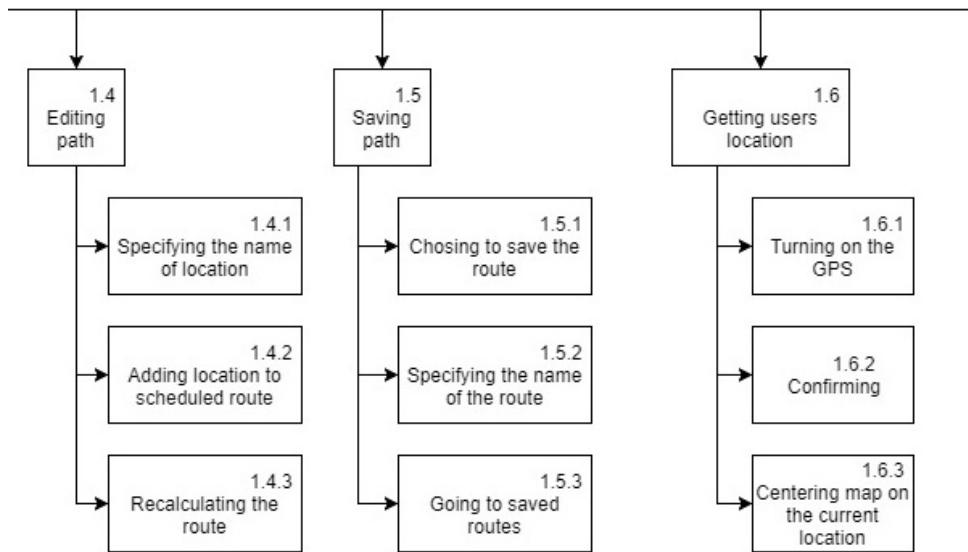 1.4
Editing
path
1.4.1
Specifying the name
of location
1.4.2
Adding location to
scheduled route
1.4.3
Recalculating the
route
1.5
Saving
path
1.5.1
Chosing to save the
route
1.5.2
Specifying the name
of the route
1.5.3
Going to saved
routes
1.6
Getting users
location
1.6.1
Turning on the
GPS
1.6.2
Confirming
1.6.3
Centering map on
the current
location